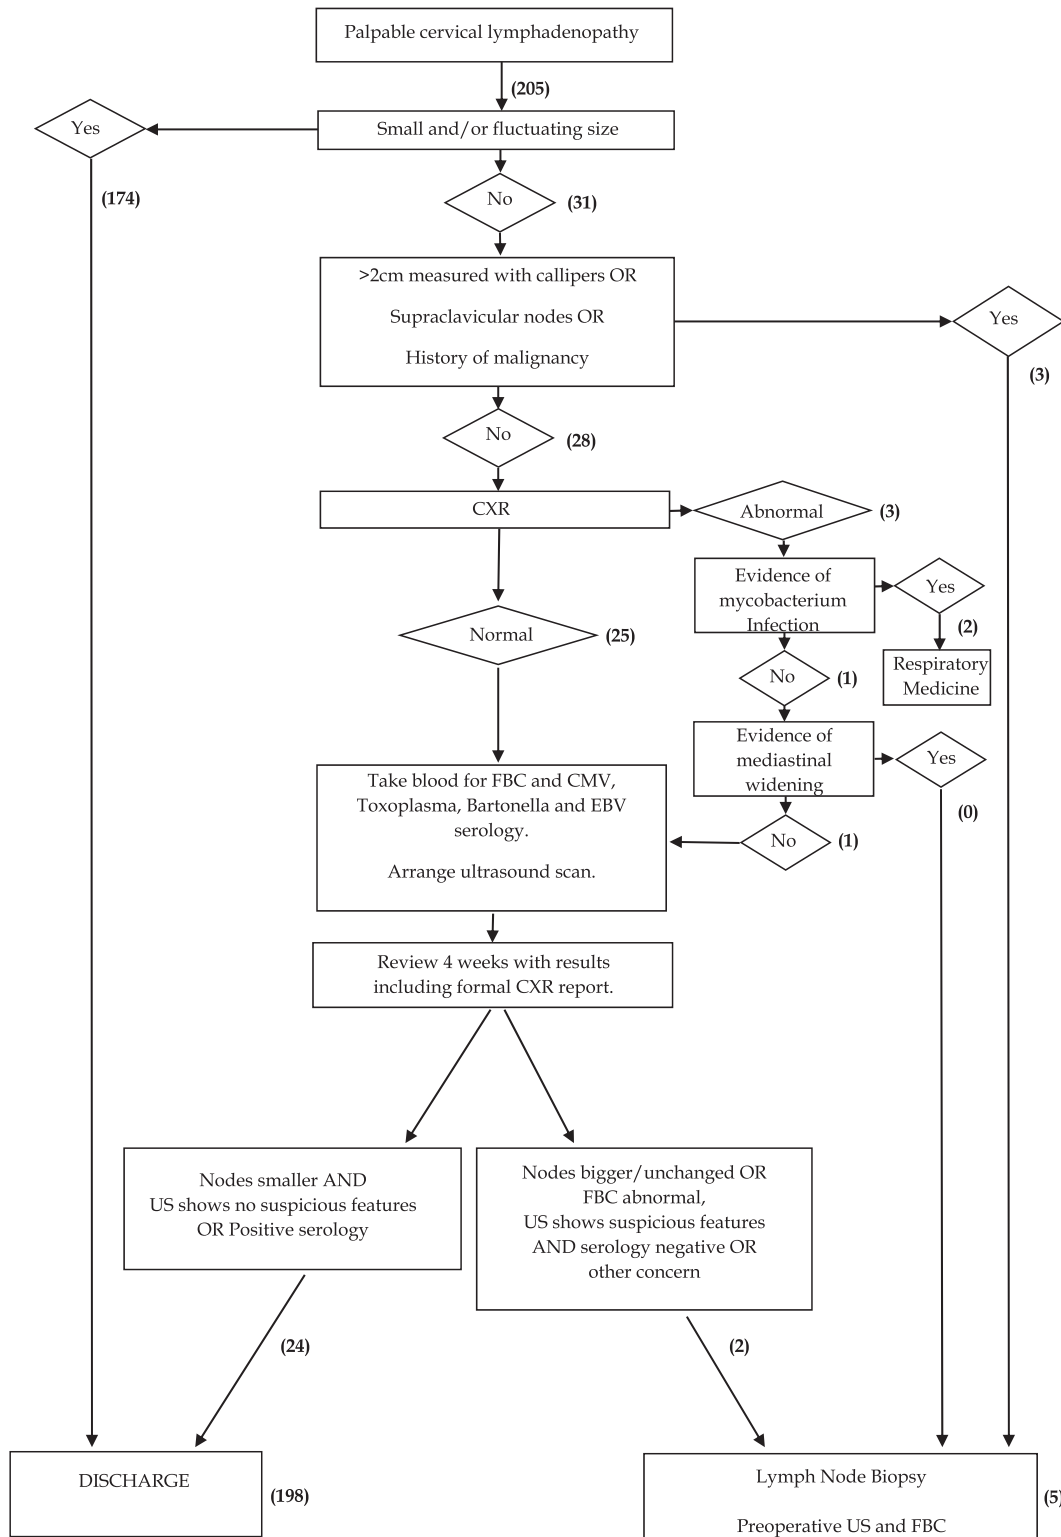 Palpable cervical lymphadenopathy
(205)
Yes
Small and/or fluctuating size
(174)
No
(31)
>2cm measured with callipers OR
Supraclavicular nodes OR
History of malignancy
Yes
(3)
No
(28)
CXR
Abnormal
(3)
Evidence of
mycobacterium
Infection
Yes
(2)
Normal
(25)
Respiratory
Medicine
No
(1)
Evidence of
mediastinal
widening
Yes
(0)
Take blood for FBC and CMV,
Toxoplasma, Bartonella and EBV
serology.
Arrange ultrasound scan.
No
(1)
Review 4 weeks with results
including formal CXR report.
Nodes smaller AND
US shows no suspicious features
OR Positive serology
Nodes bigger/unchanged OR
FBC abnormal,
US shows suspicious features
AND serology negative OR
other concern
(24)
(2)
DISCHARGE
(198)
Lymph Node Biopsy
Preoperative US and FBC
(5)